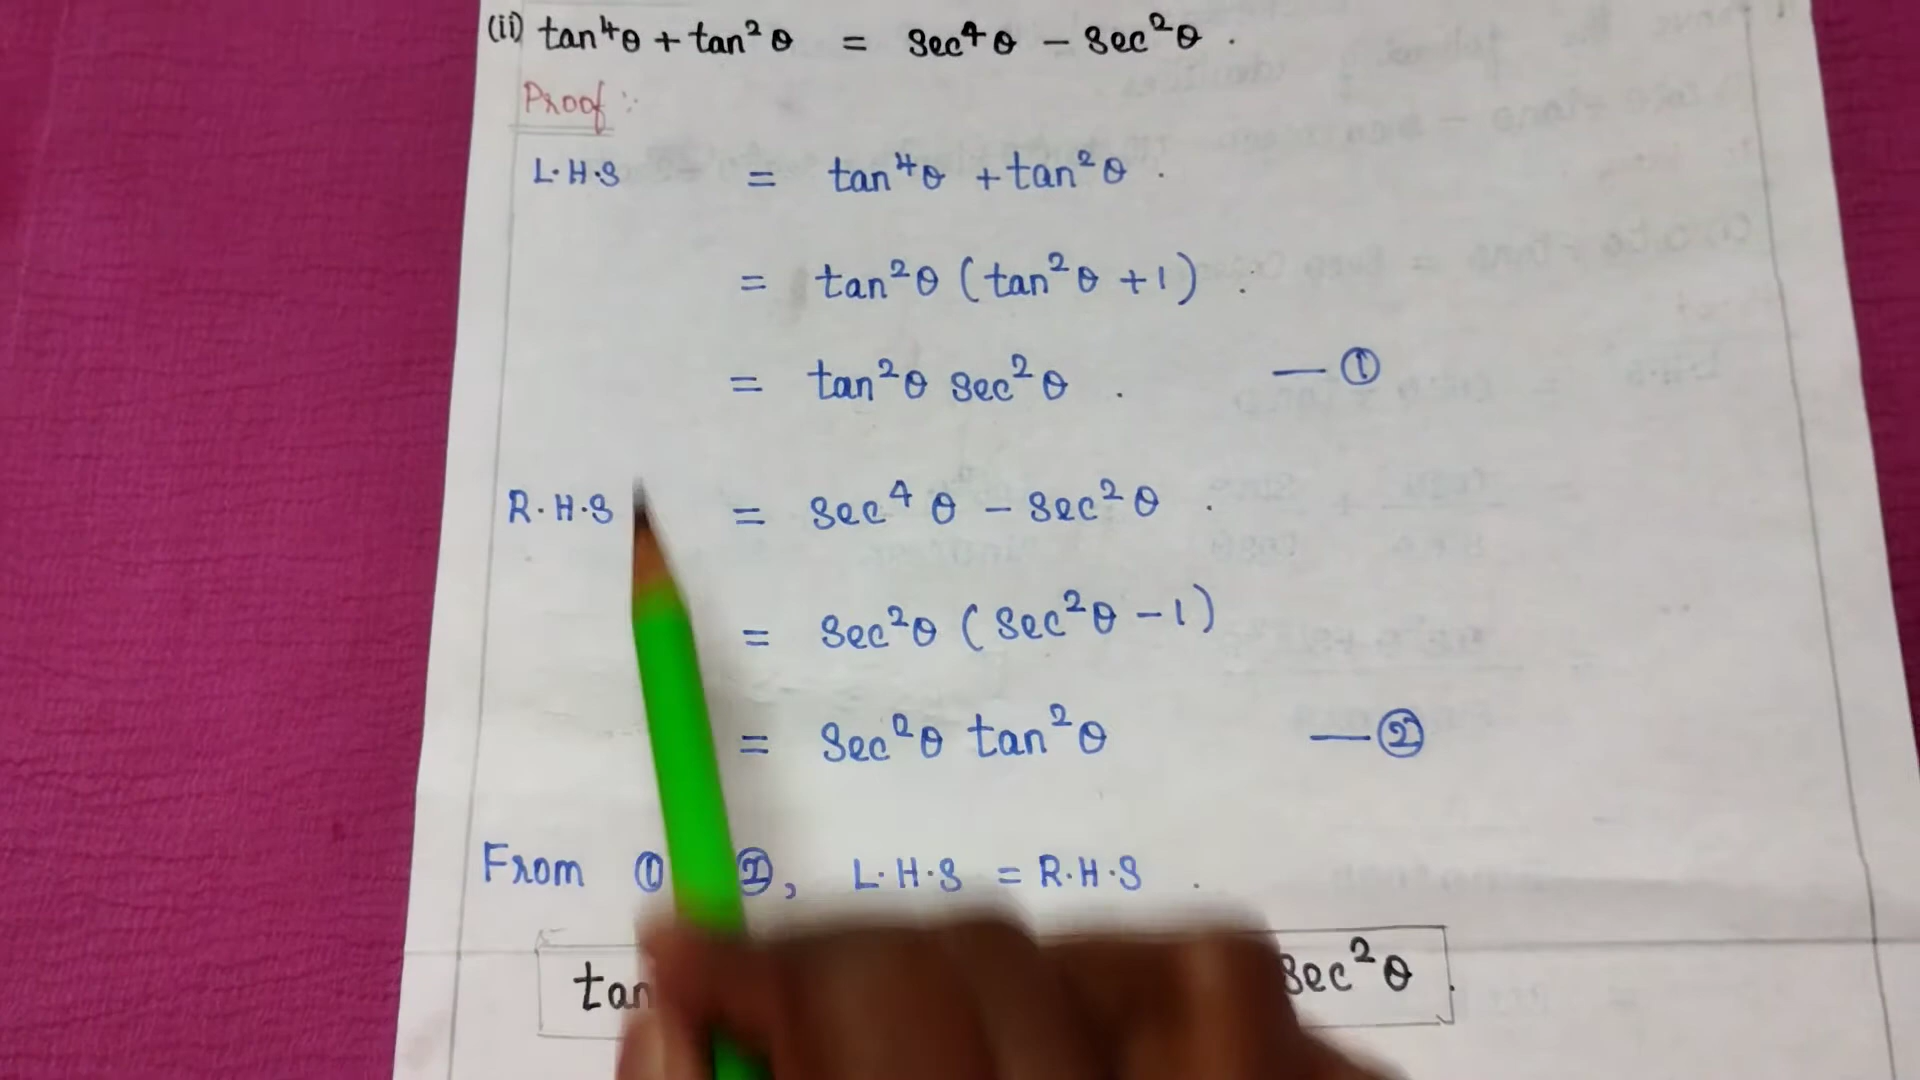 (ii) tan⁴θ + tan²θ = sec⁴θ - sec²θ .
Proof :
L.H.S = tan⁴θ + tan²θ .
= tan²θ (tan²θ + 1) .
= tan²θ sec²θ . — ①
R.H.S = sec⁴θ - sec²θ .
= sec²θ (sec²θ - 1)
= sec²θ tan²θ — ②
From ① ②, L.H.S = R.H.S .
tan sec²θ .